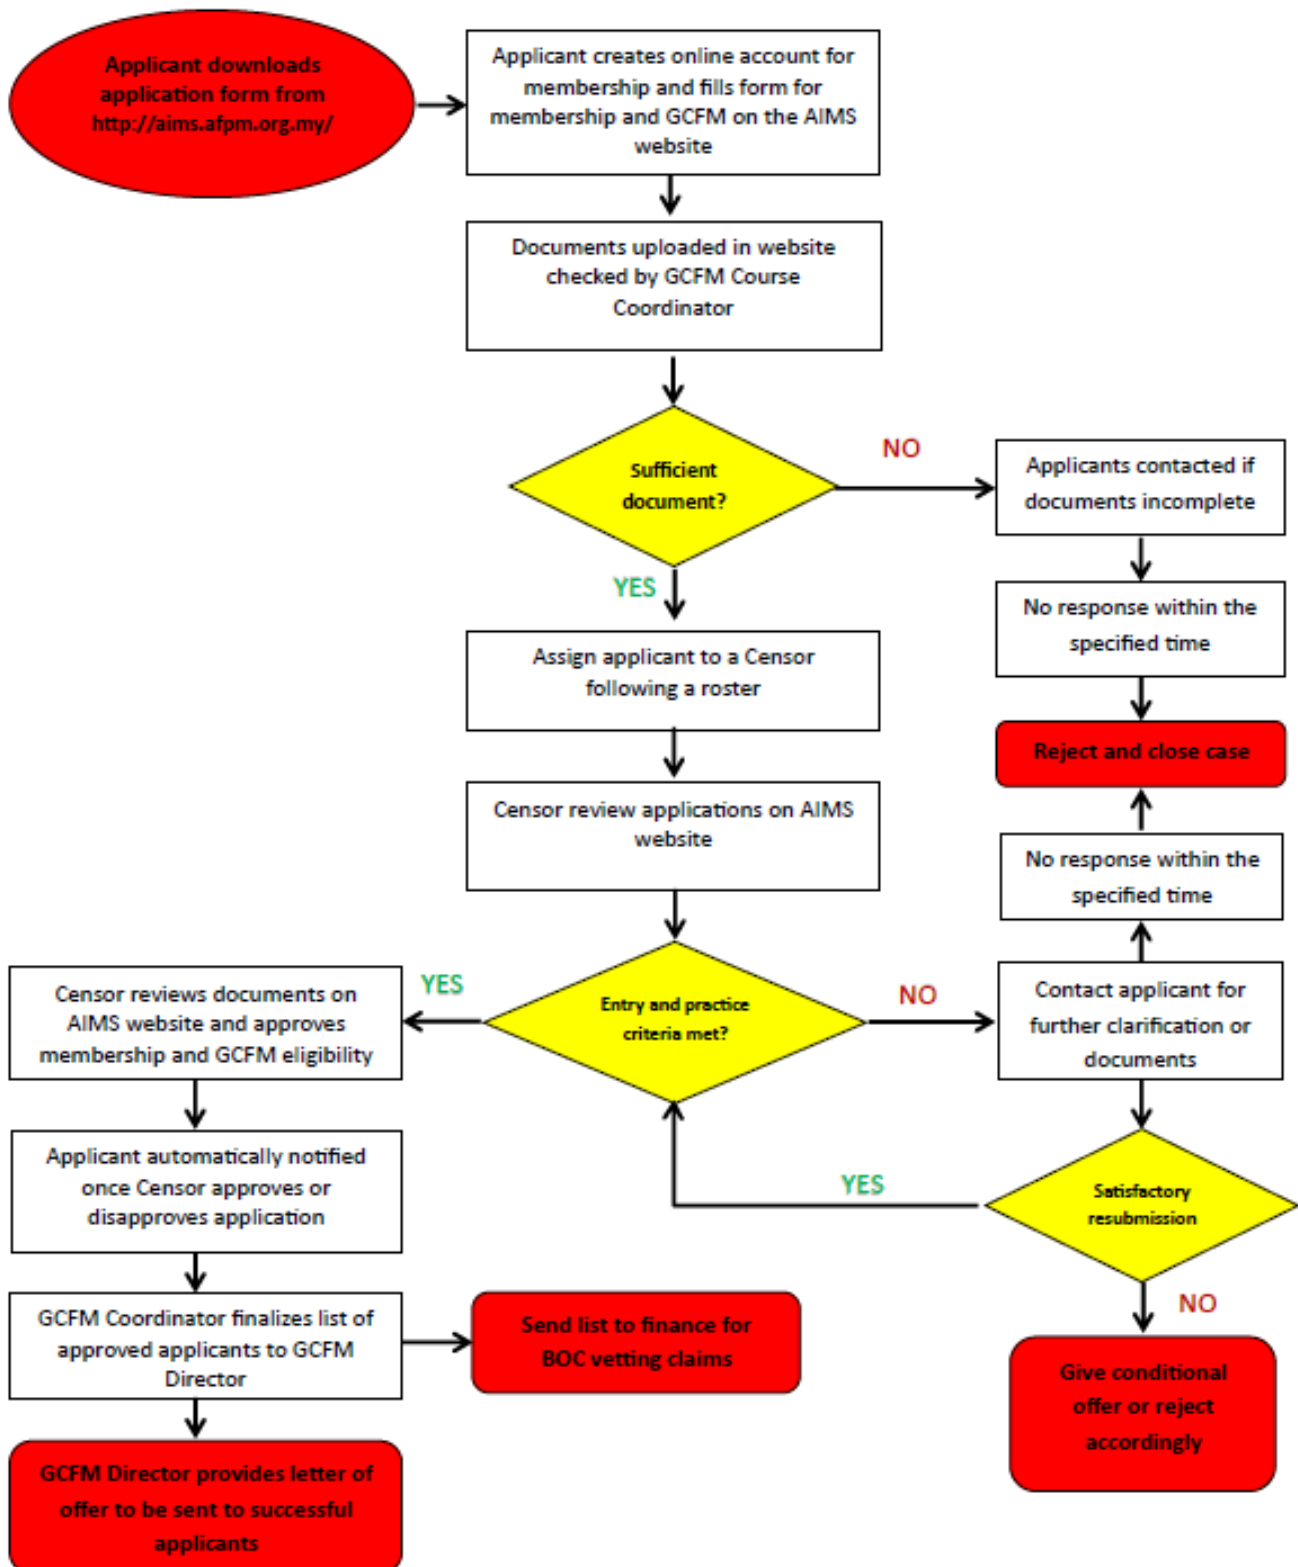 Applicant downloads
application form from
http://aims.afpm.org.my/
Applicant creates online account for
membership and fills form for
membership and GCFM on the AIMS
website
Documents uploaded in website
checked by GCFM Course
Coordinator
Sufficient
document?
NO
Applicants contacted if
documents incomplete
YES
No response within the
specified time
Assign applicant to a Censor
following a roster
Reject and close case
Censor review applications on AIMS
website
No response within the
specified time
Entry and practice
criteria met?
YES
NO
Censor reviews documents on
AIMS website and approves
membership and GCFM eligibility
Contact applicant for
further clarification or
documents
Applicant automatically notified
once Censor approves or
disapproves application
YES
Satisfactory
resubmission
NO
GCFM Coordinator finalizes list of
approved applicants to GCFM
Director
Send list to finance for
BOC vetting claims
Give conditional
offer or reject
accordingly
GCFM Director provides letter of
offer to be sent to successful
applicants